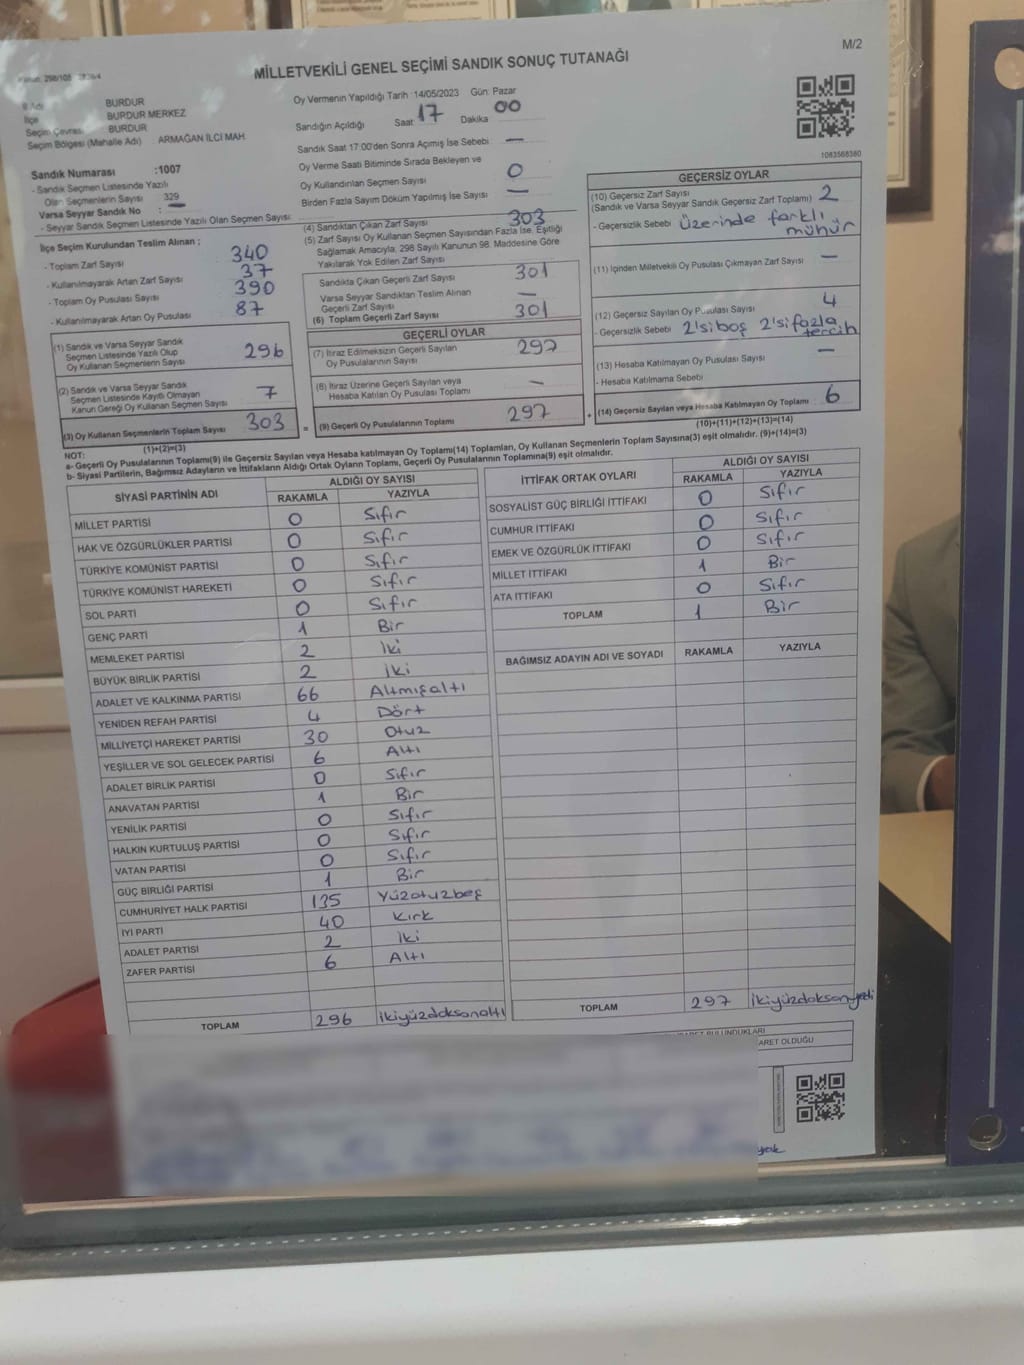 M/2
MİLLETVEKİLİ GENEL SEÇİMİ SANDIK SONUÇ TUTANAĞI
BURDUR
İlçe BURDUR MERKEZ
Seçim Çevresi BURDUR
Seçim Bölgesi (Mahalle Adı) ARMAĞAN İLCİ MAH.
Oy Vermenin Yapıldığı Tarih :14/05/2023 Gün: Pazar
Sandığın Açıldığı Saat 17 Dakika 00
Sandık Saat 17:00'den Sonra Açımış İse Sebebi : —
Oy Verme Saati Bitiminde Sırada Bekleyen ve
Oy Kullandırılan Seçmen Sayısı 0
Birden Fazla Sayım Döküm Yapılmış İse Sayısı —
1083568380
Sandık Numarası :1007
- Sandık Seçmen Listesinde Yazılı
Olan Seçmenlerin Sayısı 329
Varsa Seyyar Sandık No : —
- Seyyar Sandık Seçmen Listesinde Yazılı Olan Seçmen Sayısı:
İlçe Seçim Kurulundan Teslim Alınan ;
- Toplam Zarf Sayısı 340
- Kullanılmayarak Artan Zarf Sayısı 37
- Toplam Oy Pusulası Sayısı 390
- Kullanılmayarak Artan Oy Pusulası 87
(1) Sandık ve Varsa Seyyar Sandık
Seçmen Listesinde Yazılı Olup
Oy Kullanan Seçmenlerin Sayısı 296
(2) Sandık ve Varsa Seyyar Sandık
Seçmen Listesinde Kayıtlı Olmayan
Kanun Gereği Oy Kullanan Seçmen Sayısı 7
(3) Oy Kullanan Seçmenlerin Toplam Sayısı 303
(1)+(2)=(3)
(4) Sandıktan Çıkan Zarf Sayısı 303
(5) Zarf Sayısı Oy Kullanan Seçmen Sayısından Fazla İse, Eşitliği
Sağlamak Amacıyla, 298 Sayılı Kanunun 98. Maddesine Göre
Yakılarak Yok Edilen Zarf Sayısı
Sandıkta Çıkan Geçerli Zarf Sayısı 301
Varsa Seyyar Sandıktan Teslim Alınan
Geçerli Zarf Sayısı —
(6) Toplam Geçerli Zarf Sayısı 301
GEÇERLİ OYLAR
(7) İtiraz Edilmeksizin Geçerli Sayılan
Oy Pusulalarının Sayısı 297
(8) İtiraz Üzerine Geçerli Sayılan veya
Hesaba Katılan Oy Pusulası Toplamı —
= (9) Geçerli Oy Pusulalarının Toplamı 297
GEÇERSİZ OYLAR
(10) Geçersiz Zarf Sayısı
(Sandık ve Varsa Seyyar Sandık Geçersiz Zarf Toplamı) 2
- Geçersizlik Sebebi Üzerinde farklı
mühür
(11) İçinden Milletvekili Oy Pusulası Çıkmayan Zarf Sayısı —
(12) Geçersiz Sayılan Oy Pusulası Sayısı 4
- Geçersizlik Sebebi 2'si boş 2'si fazla
tercih
(13) Hesaba Katılmayan Oy Pusulası Sayısı —
- Hesaba Katılmama Sebebi
+ (14) Geçersiz Sayılan veya Hesaba Katılmayan Oy Toplamı 6
(10)+(11)+(12)+(13)=(14)
NOT:
a- Geçerli Oy Pusulalarının Toplamı(9) ile Geçersiz Sayılan veya Hesaba katılmayan Oy Toplamı(14) Toplamları, Oy Kullanan Seçmenlerin Toplam Sayısına(3) eşit olmalıdır. (9)+(14)=(3)
b- Siyasi Partilerin, Bağımsız Adayların ve İttifakların Aldığı Ortak Oyların Toplamı, Geçerli Oy Pusulalarının Toplamına(9) eşit olmalıdır.
SİYASİ PARTİNİN ADI ALDIĞI OY SAYISI
RAKAMLA YAZIYLA
MİLLET PARTİSİ 0 Sıfır
HAK VE ÖZGÜRLÜKLER PARTİSİ 0 Sıfır
TÜRKİYE KOMÜNİST PARTİSİ 0 Sıfır
TÜRKİYE KOMÜNİST HAREKETİ 0 Sıfır
SOL PARTİ 0 Sıfır
GENÇ PARTİ 1 Bir
MEMLEKET PARTİSİ 2 İki
BÜYÜK BİRLİK PARTİSİ 2 İki
ADALET VE KALKINMA PARTİSİ 66 Altmışaltı
YENİDEN REFAH PARTİSİ 4 Dört
MİLLİYETÇİ HAREKET PARTİSİ 30 Otuz
YEŞİLLER VE SOL GELECEK PARTİSİ 6 Altı
ADALET BİRLİK PARTİSİ 0 Sıfır
ANAVATAN PARTİSİ 1 Bir
YENİLİK PARTİSİ 0 Sıfır
HALKIN KURTULUŞ PARTİSİ 0 Sıfır
VATAN PARTİSİ 0 Sıfır
GÜÇ BİRLİĞİ PARTİSİ 1 Bir
CUMHURİYET HALK PARTİSİ 135 Yüzotuzbeş
İYİ PARTİ 40 Kırk
ADALET PARTİSİ 2 İki
ZAFER PARTİSİ 6 Altı
TOPLAM 296 ikiyüzdoksanaltı
İTTİFAK ORTAK OYLARI ALDIĞI OY SAYISI
RAKAMLA YAZIYLA
SOSYALİST GÜÇ BİRLİĞİ İTTİFAKI 0 Sıfır
CUMHUR İTTİFAKI 0 Sıfır
EMEK VE ÖZGÜRLÜK İTTİFAKI 0 Sıfır
MİLLET İTTİFAKI 1 Bir
ATA İTTİFAKI 0 Sıfır
TOPLAM 1 Bir
BAĞIMSIZ ADAYIN ADI VE SOYADI RAKAMLA YAZIYLA
TOPLAM 297 ikiyüzdoksanyedi
BULUNDUKLARI
ARET OLDUĞU
yok